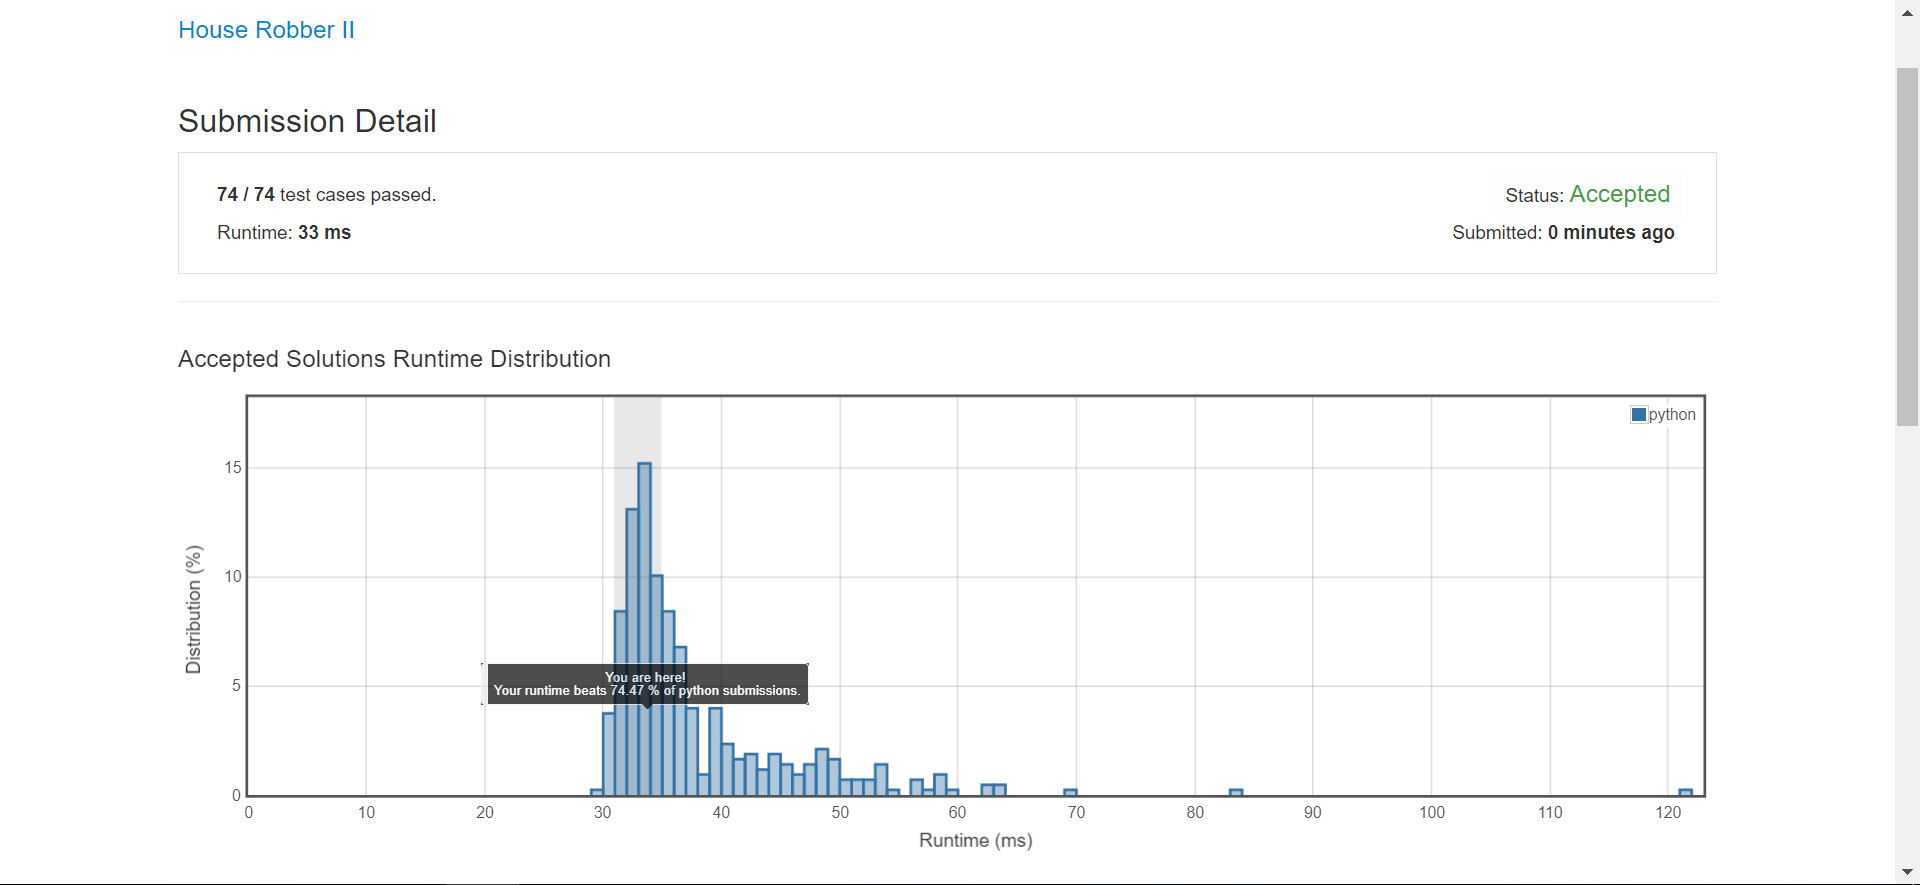 House Robber II
Submission Detail
74 / 74 test cases passed.
Status: Accepted
Runtime: 33 ms
Submitted: 0 minutes ago
Accepted Solutions Runtime Distribution
python
15
10
5
0
Distribution (%)
You are here!
Your runtime beats 74.47 % of python submissions.
0 10 20 30 40 50 60 70 80 90 100 110 120
Runtime (ms)